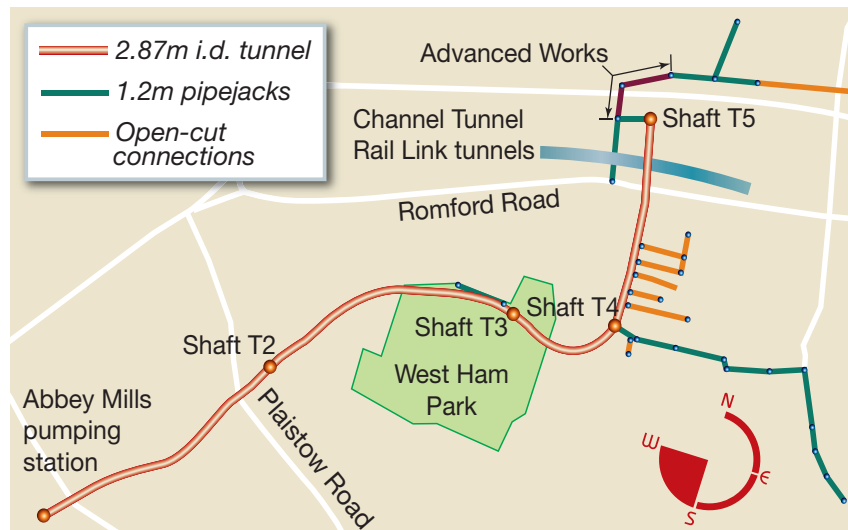 2.87m i.d. tunnel
1.2m pipejacks
Open-cut
connections
Advanced Works
Channel Tunnel
Rail Link tunnels
Shaft T5
Romford Road
Shaft T4
Shaft T3
Shaft T2
West Ham
Park
Abbey Mills
pumping
station
Plaistow Road
N
W
E
S